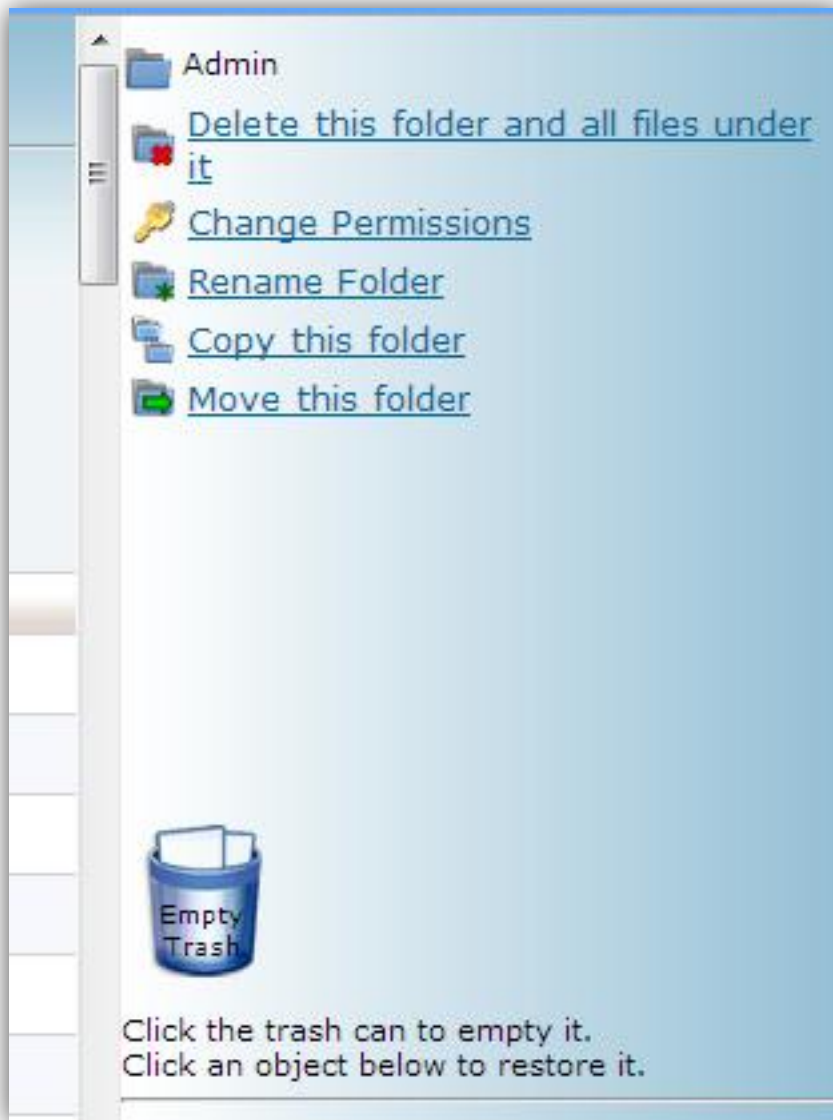 Admin
Delete this folder and all files under
it
Change Permissions
Rename Folder
Copy this folder
Move this folder
Empty
Trash
Click the trash can to empty it.
Click an object below to restore it.